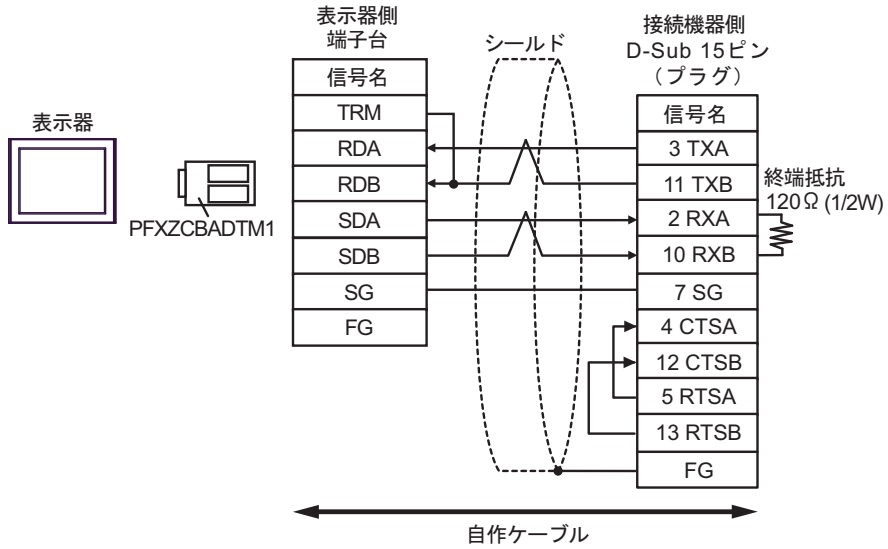 表示器
PFXZCBADTM1
表示器側
端子台
信号名
TRM
RDA
RDB
SDA
SDB
SG
FG
シールド
接続機器側
D-Sub 15ピン
（プラグ）
信号名
3 TXA
11 TXB
2 RXA
10 RXB
7 SG
4 CTSA
12 CTSB
5 RTSA
13 RTSB
FG
終端抵抗
120Ω (1/2W)
自作ケーブル